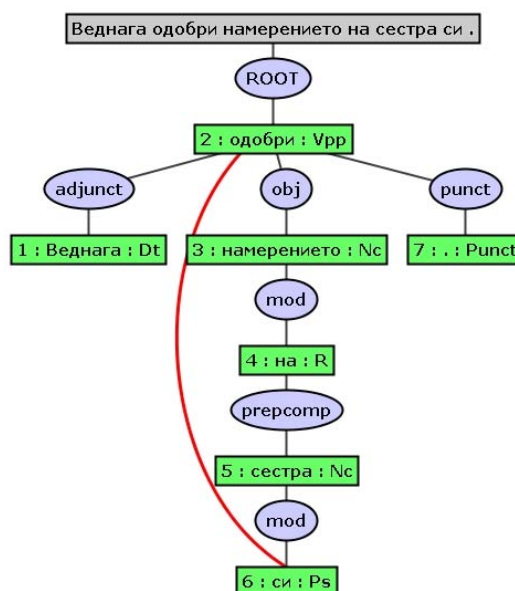 Веднага одобри намерението на сестра си .
ROOT
2 : одобри : Vpp
adjunct
obj
punct
1 : Веднага : Dt
3 : намерението : Nc
7 : . : Punct
mod
4 : на : R
prepcomp
5 : сестра : Nc
mod
6 : си : Ps